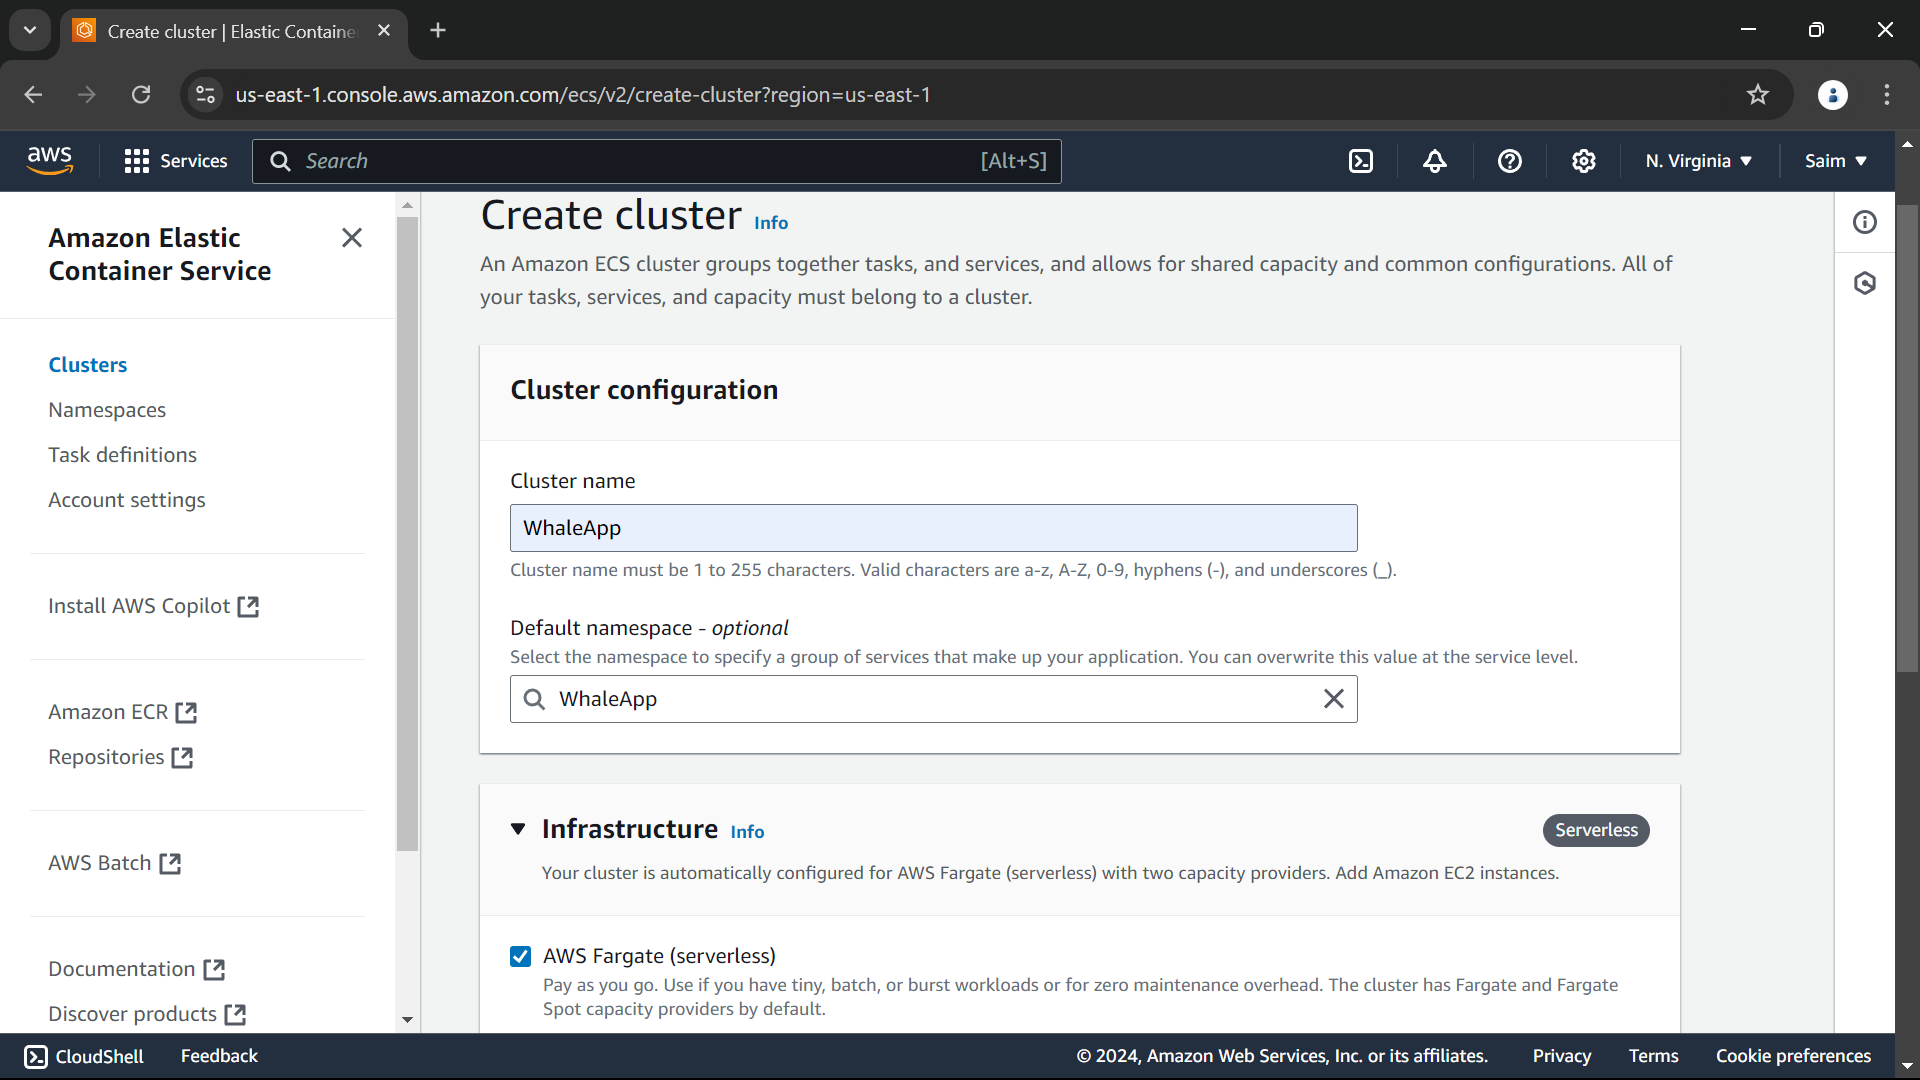 Create cluster | Elastic Containe
us-east-1.console.aws.amazon.com/ecs/v2/create-cluster?region=us-east-1
aws
Services
Search
[Alt+S]
N. Virginia
Saim
Amazon Elastic
Container Service
Clusters
Namespaces
Task definitions
Account settings
Install AWS Copilot
Amazon ECR
Repositories
AWS Batch
Documentation
Discover products
Create cluster Info
An Amazon ECS cluster groups together tasks, and services, and allows for shared capacity and common configurations. All of
your tasks, services, and capacity must belong to a cluster.
Cluster configuration
Cluster name
WhaleApp
Cluster name must be 1 to 255 characters. Valid characters are a-z, A-Z, 0-9, hyphens (-), and underscores (_).
Default namespace - optional
Select the namespace to specify a group of services that make up your application. You can overwrite this value at the service level.
WhaleApp
Infrastructure Info
Serverless
Your cluster is automatically configured for AWS Fargate (serverless) with two capacity providers. Add Amazon EC2 instances.
AWS Fargate (serverless)
Pay as you go. Use if you have tiny, batch, or burst workloads or for zero maintenance overhead. The cluster has Fargate and Fargate
Spot capacity providers by default.
CloudShell
Feedback
© 2024, Amazon Web Services, Inc. or its affiliates.
Privacy
Terms
Cookie preferences